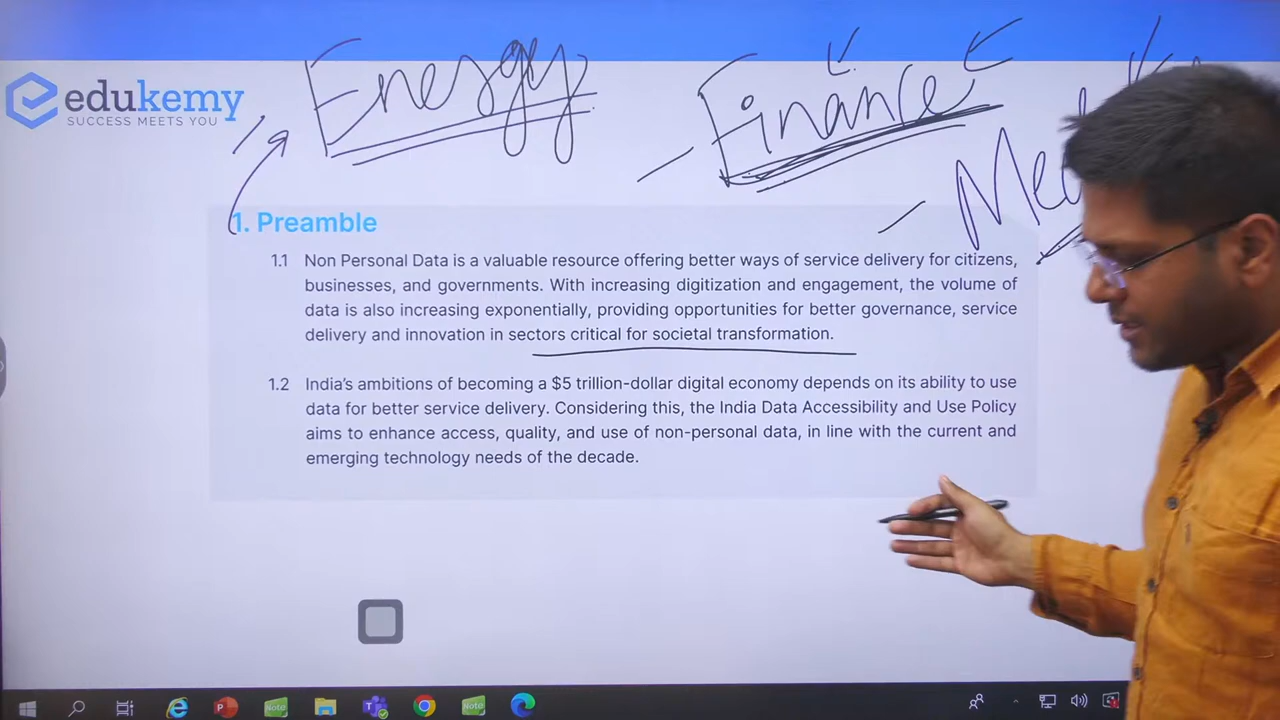 Energy
Finance
edukemy
SUCCESS MEETS YOU
1. Preamble
1.1 Non Personal Data is a valuable resource offering better ways of service delivery for citizens,
businesses, and governments. With increasing digitization and engagement, the volume of
data is also increasing exponentially, providing opportunities for better governance, service
delivery and innovation in sectors critical for societal transformation.
1.2 India's ambitions of becoming a $5 trillion-dollar digital economy depends on its ability to use
data for better service delivery. Considering this, the India Data Accessibility and Use Policy
aims to enhance access, quality, and use of non-personal data, in line with the current and
emerging technology needs of the decade.
Note
Note